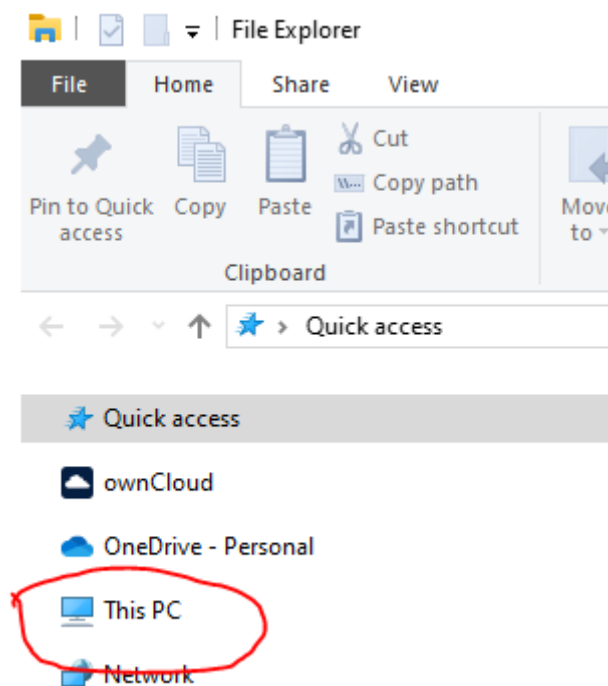 File Explorer
File Home Share View
Pin to Quick access
Copy
Paste
Cut
Copy path
Paste shortcut
to
Clipboard
Quick access
Quick access
ownCloud
OneDrive - Personal
This PC
Network